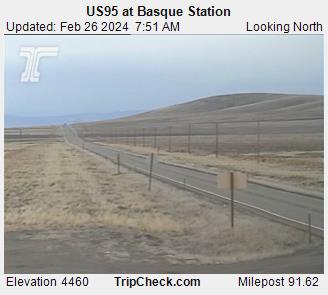 US95 at Basque Station
Updated: Feb 26 2024 7:51 AM Looking North
Elevation 4460 TripCheck.com Milepost 91.62